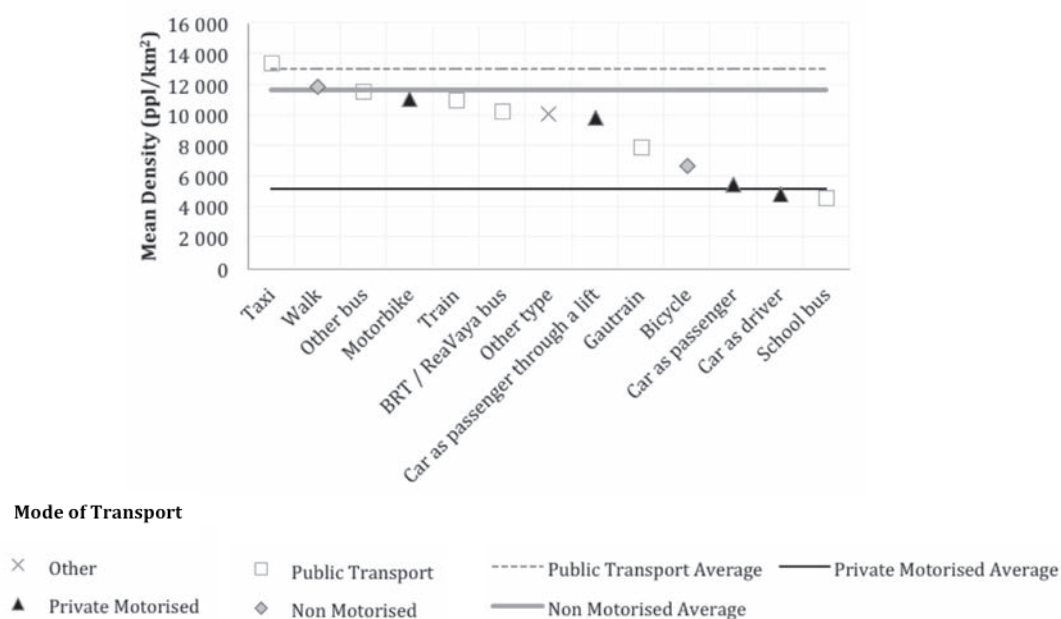 Mean Density (ppl/km²)
16 000
14 000
12 000
10 000
8 000
6 000
4 000
2 000
0
Taxi
Walk
Other bus
Motorbike
Train
BRT / ReaVaya bus
Other type
Car as passenger through a lift
Gautrain
Bicycle
Car as passenger
Car as driver
School bus
Mode of Transport
Other
Public Transport
Public Transport Average
Private Motorised Average
Private Motorised
Non Motorised
Non Motorised Average